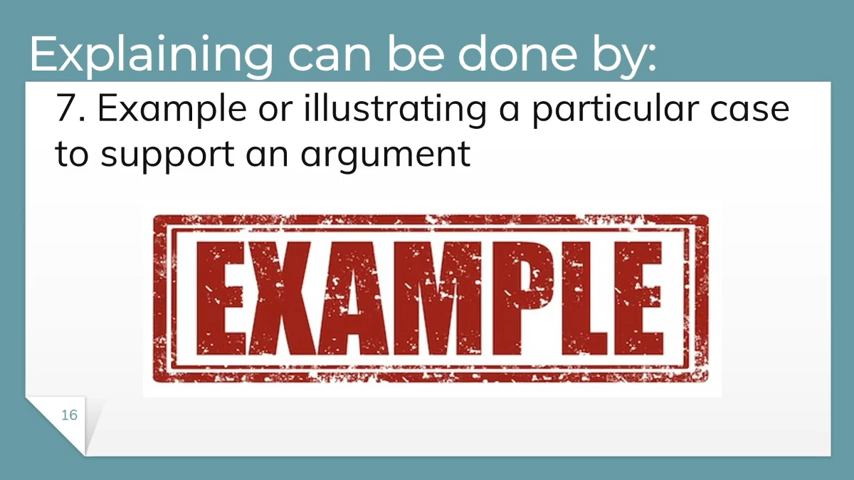 Explaining can be done by:
7. Example or illustrating a particular case
to support an argument
EXAMPLE
16